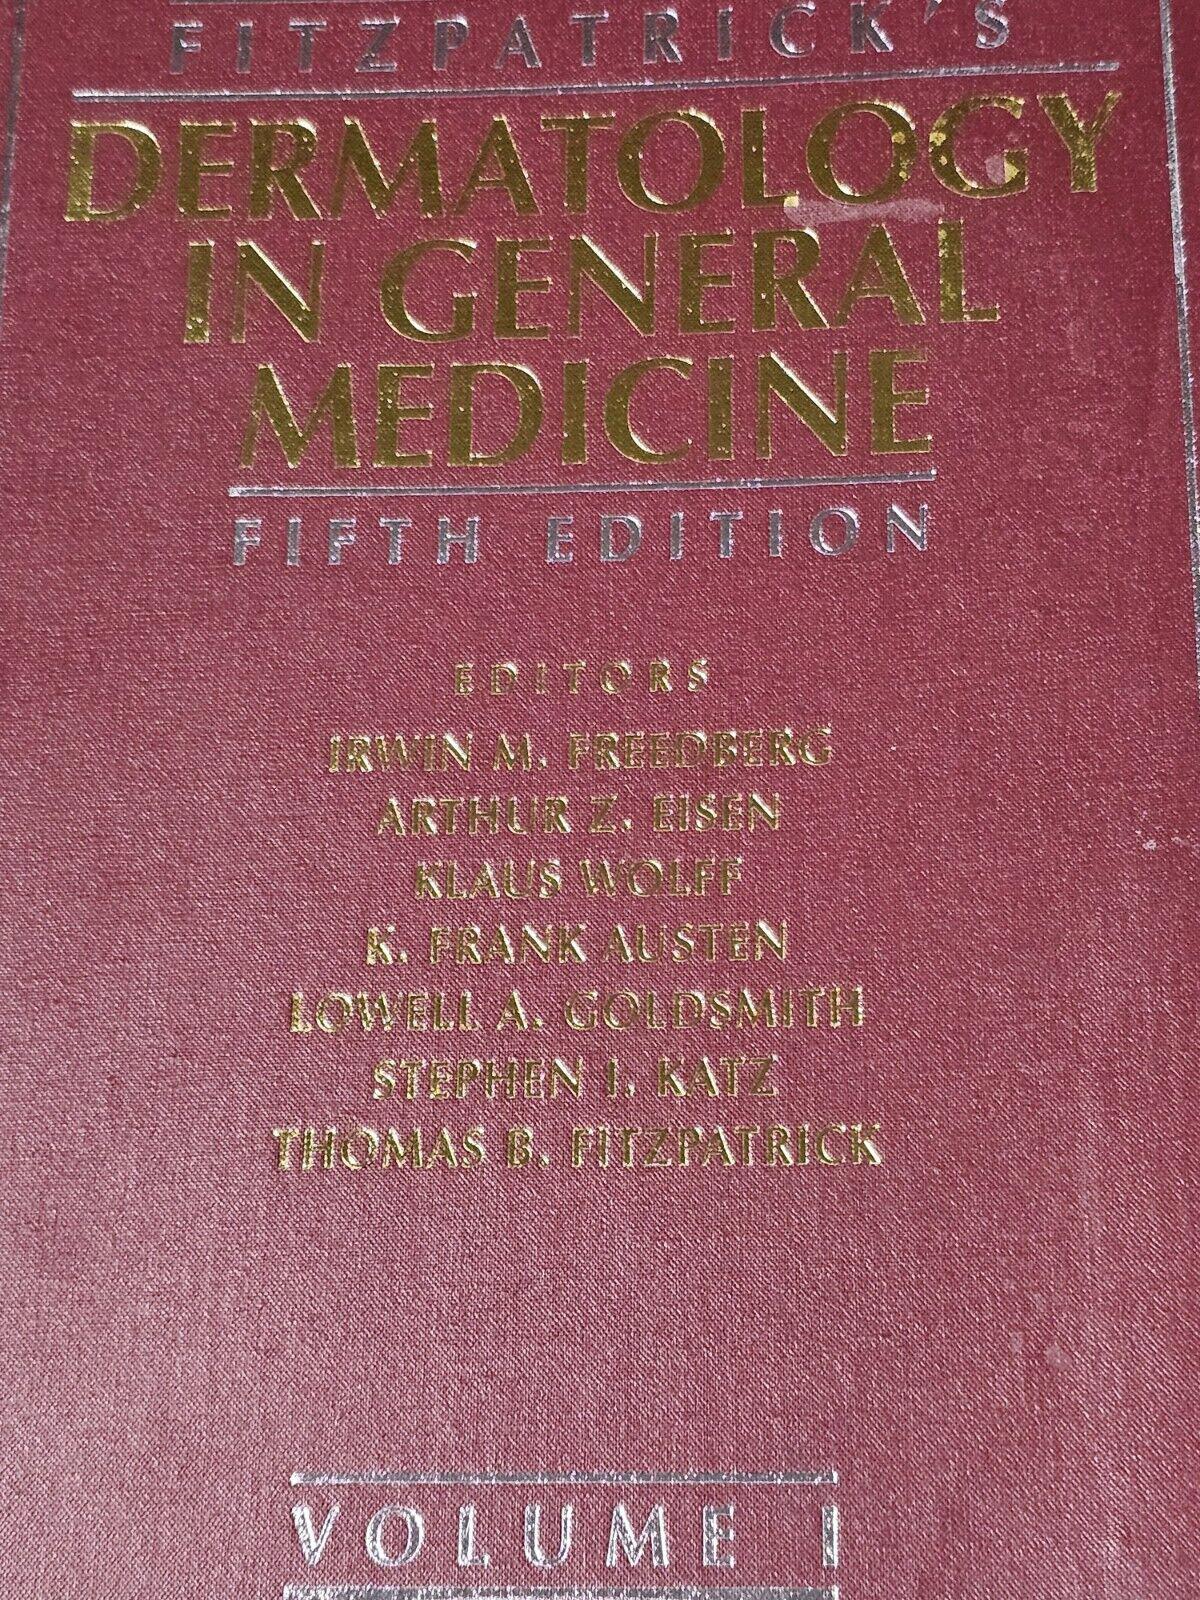 FITZPATRICK'S
DERMATOLOGY
IN GENERAL
MEDICINE
FIFTH EDITION
EDITORS
IRWIN M. FREEDBERG
ARTHUR Z. EISEN
KLAUS WOLFF
K. FRANK AUSTEN
LOWELL A. GOLDSMITH
STEPHEN I. KATZ
THOMAS B. FITZPATRICK
VOLUME I